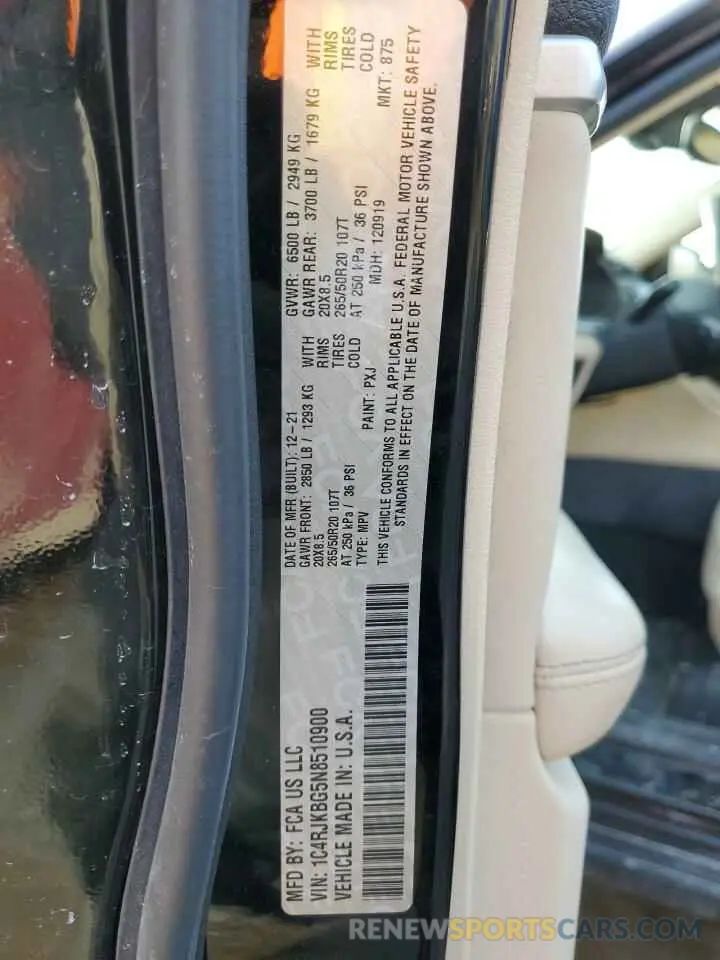 MFD BY: FCA US LLC
DATE OF MFR (BUILT): 12-21
GVWR: 6500 LB / 2949 KG
GAWR FRONT: 2850 LB / 1293 KG WITH
GAWR REAR: 3700 LB / 1679 KG WITH
20X8.5 RIMS
20X8.5 RIMS
265/50R20 107T TIRES
265/50R20 107T TIRES
AT 250 kPa / 36 PSI COLD
AT 250 kPa / 36 PSI COLD
VIN: 1C4RJKBG5N8510900
TYPE: MPV
PAINT: PXJ
MDH: 120919
MKT: 875
VEHICLE MADE IN: U.S.A.
THIS VEHICLE CONFORMS TO ALL APPLICABLE U.S.A. FEDERAL MOTOR VEHICLE SAFETY
STANDARDS IN EFFECT ON THE DATE OF MANUFACTURE SHOWN ABOVE.
RENEWSPORTSCARS.COM